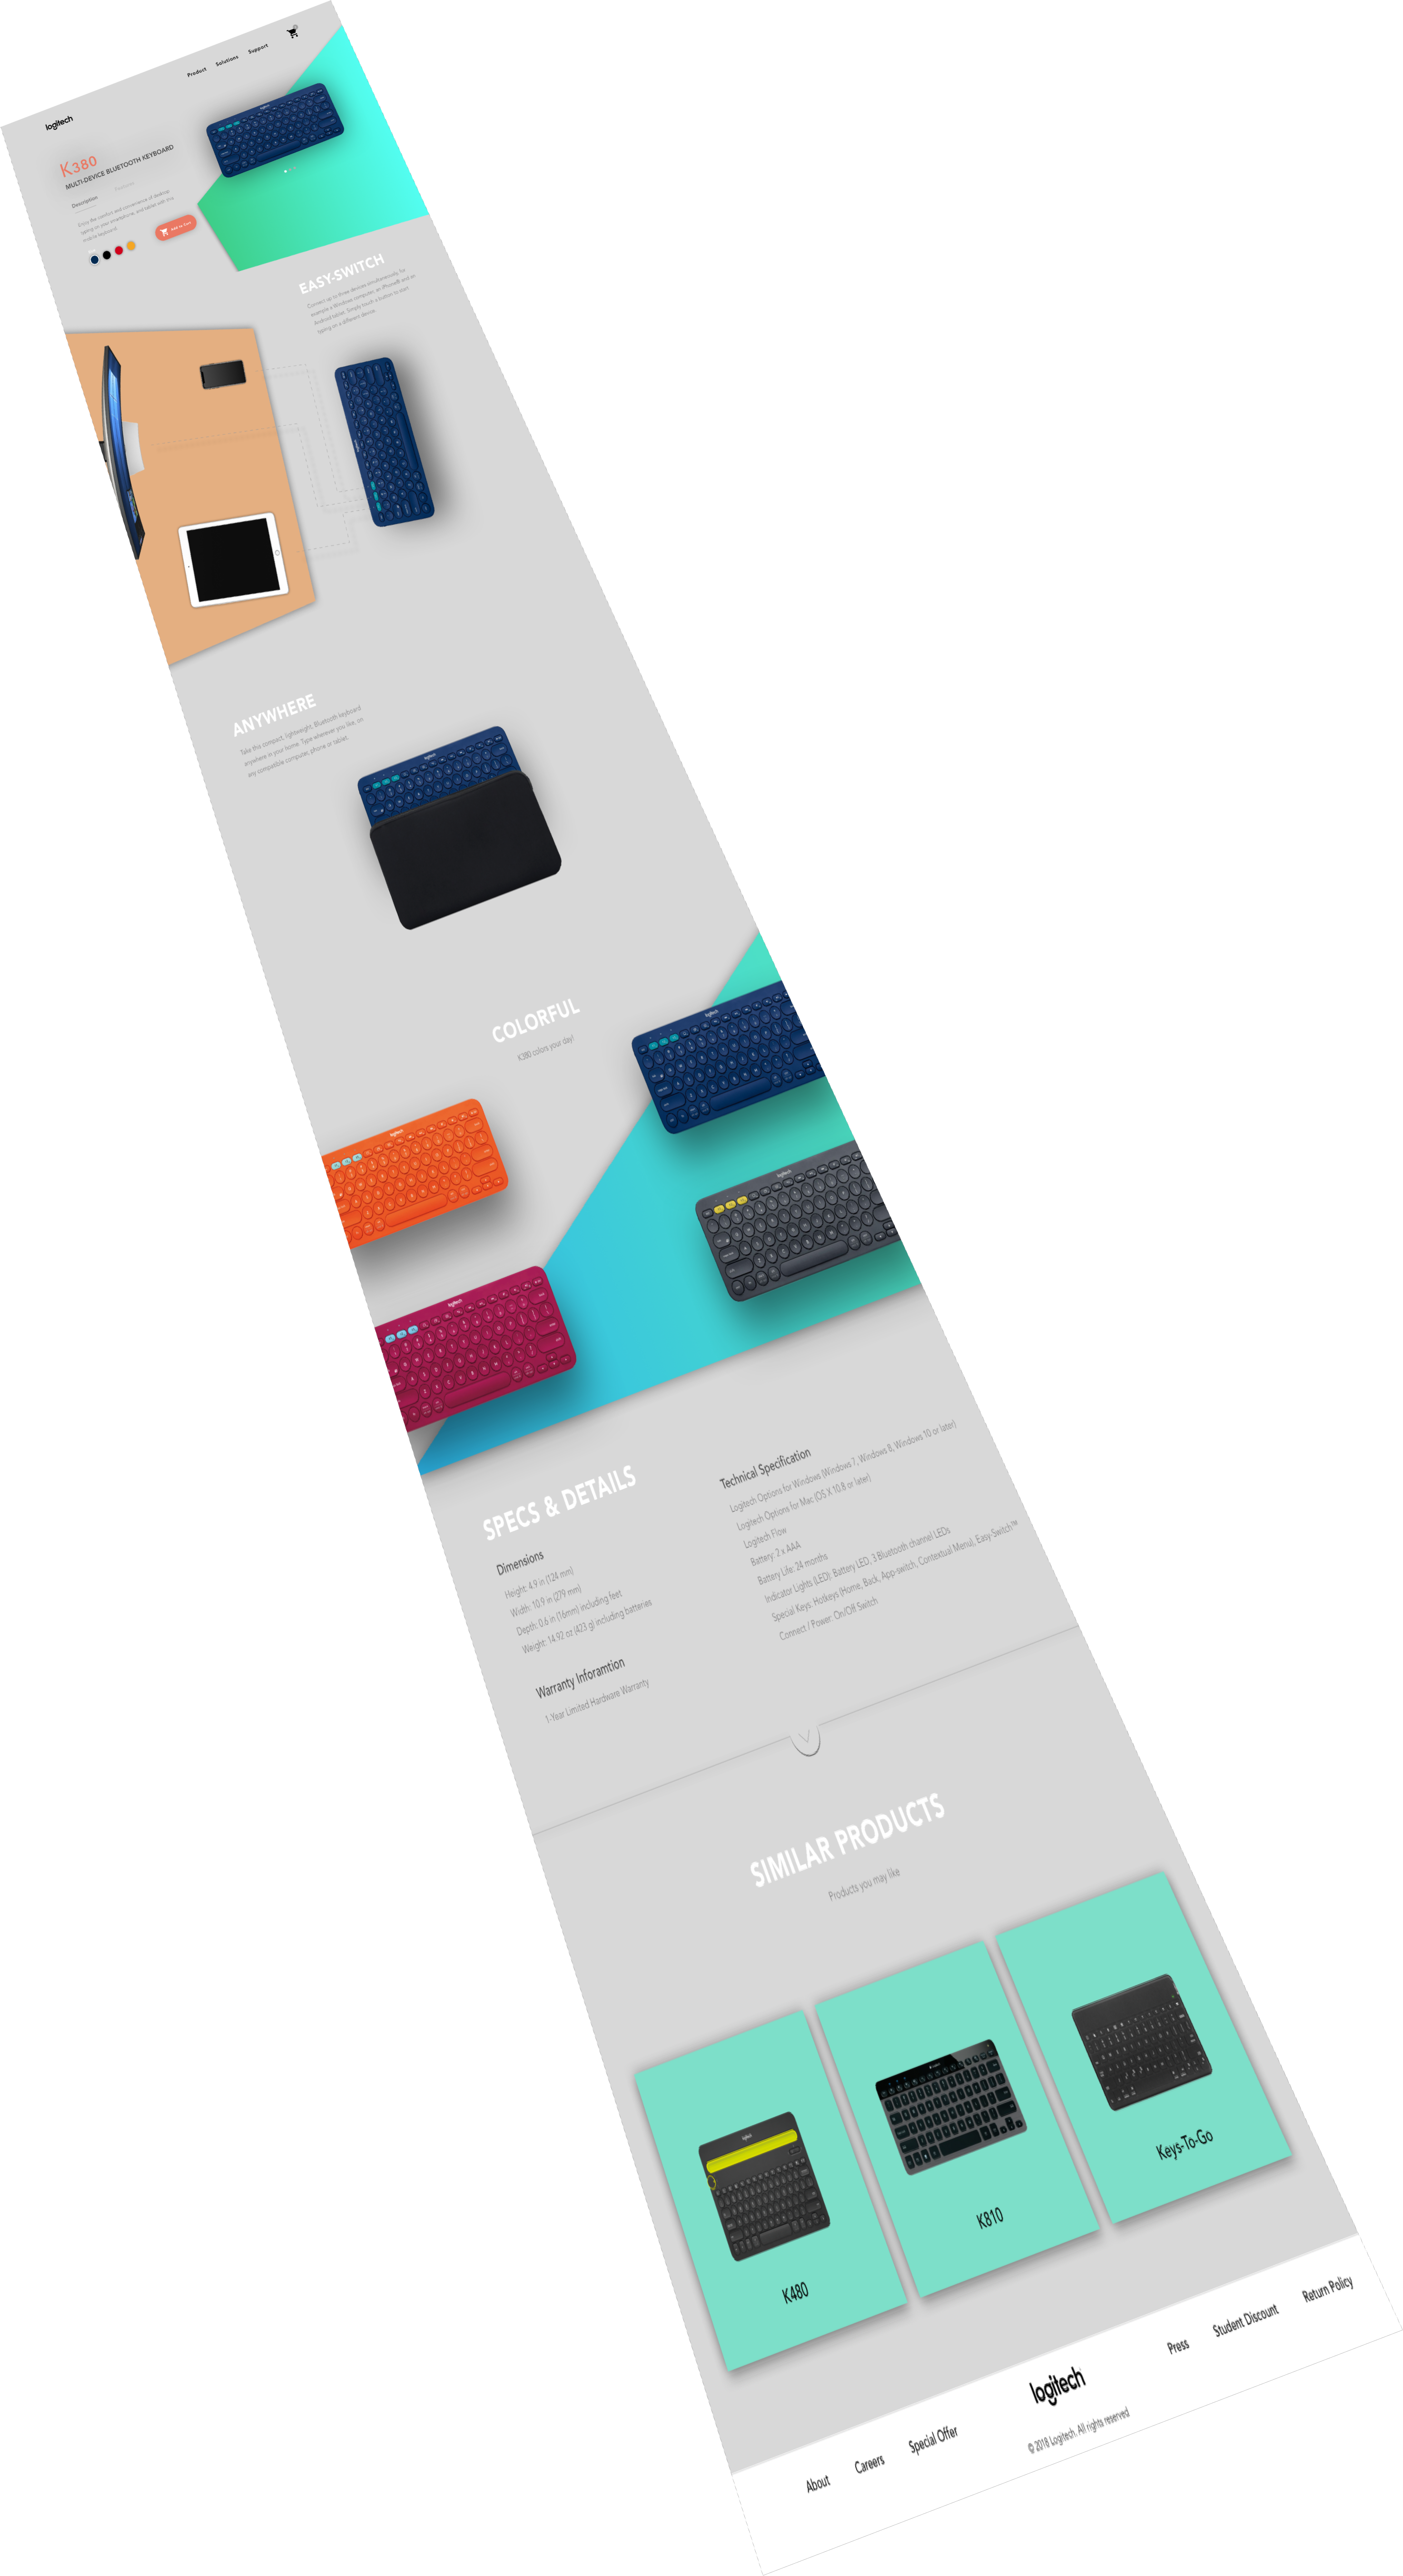 Product Solutions Support
logitech
K380
MULTI-DEVICE BLUETOOTH KEYBOARD
Description Features
Enjoy the comfort and convenience of desktop
typing on your smartphone, and tablet with this
mobile keyboard.
Add to Cart
EASY-SWITCH
Connect up to three devices simultaneously, for
example a Windows computer, an iPhone® and an
Android tablet. Simply touch a button to start
typing on a different device.
ANYWHERE
Take this compact, lightweight, Bluetooth keyboard
anywhere in your home. Type wherever you like, on
any compatible computer, phone or tablet.
logitech
COLORFUL
K380 colors your day!
logitech
logitech
logitech
logitech
SPECS & DETAILS
Dimensions
Height: 4.9 in (124 mm)
Width: 10.9 in (279 mm)
Depth: 0.6 in (16mm) including feet
Weight: 14.92 oz (423 g) including batteries
Warranty Inforamtion
1-Year Limited Hardware Warranty
Technical Specification
Logitech Options for Windows (Windows 7, Windows 8, Windows 10 or later)
Logitech Options for Mac (OS X 10.8 or later)
Logitech Flow
Battery: 2 x AAA
Battery Life: 24 months
Indicator Lights (LED): Battery LED, 3 Bluetooth channel LEDs
Special Keys: Hotkeys (Home, Back, App-switch, Contextual Menu), Easy-Switch™
Connect / Power: On/Off Switch
SIMILAR PRODUCTS
Products you may like
K480
K810
Keys-To-Go
About Careers Special Offer
logitech
Press Student Discount Return Policy
© 2018 Logitech. All rights reserved